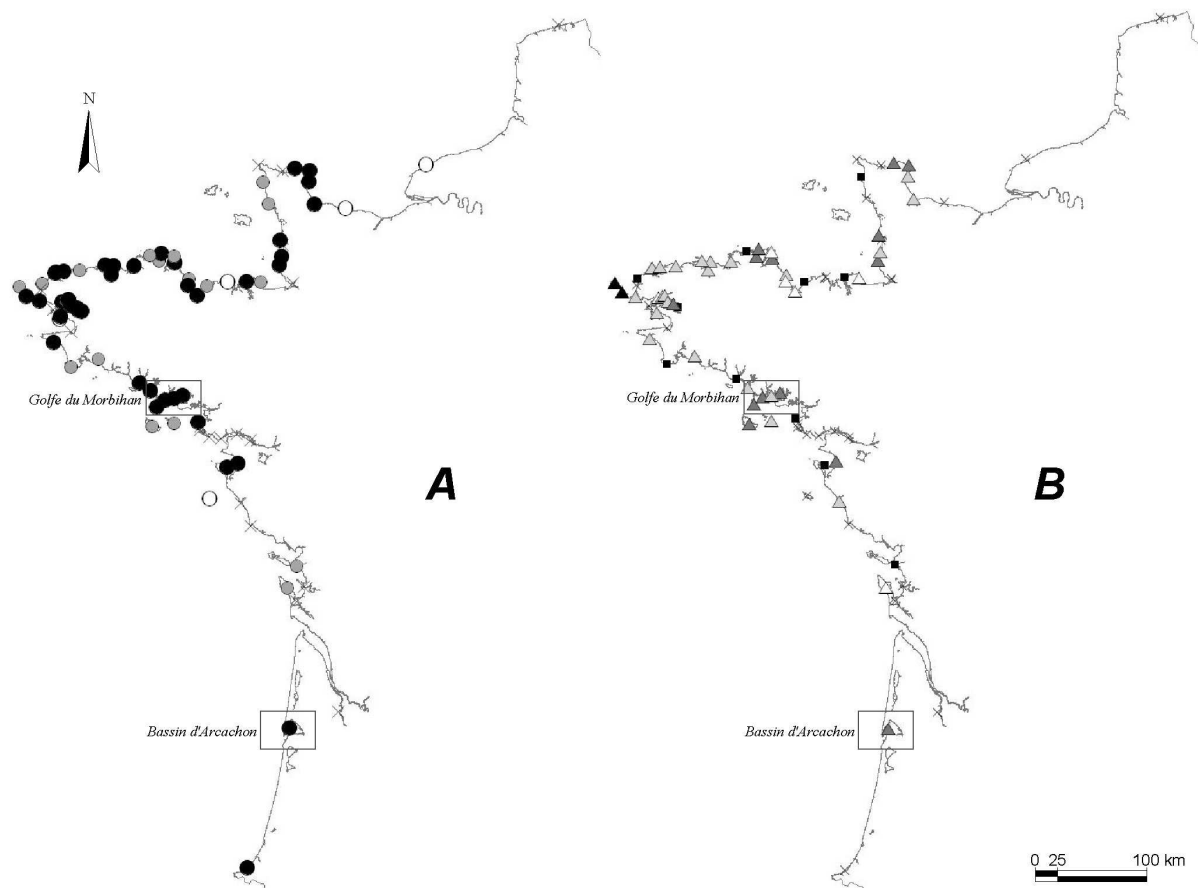 N
Golfe du Morbihan
A
Bassin d'Arcachon
Golfe du Morbihan
B
Bassin d'Arcachon
0 25 100 km